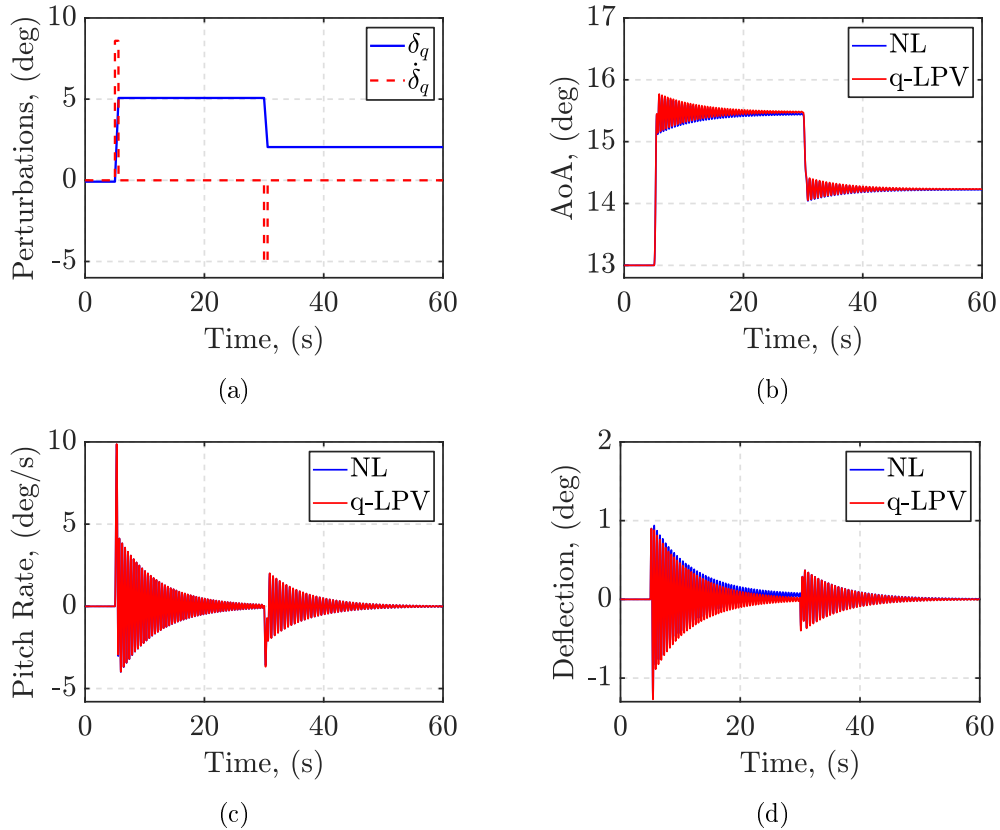 10
5
0
-5
Perturbations, (deg)
δ_q
δ̇_q
0 20 40 60
Time, (s)
(a)
17
16
15
14
13
AoA, (deg)
NL
q-LPV
0 20 40 60
Time, (s)
(b)
10
5
0
-5
Pitch Rate, (deg/s)
NL
q-LPV
0 20 40 60
Time, (s)
(c)
2
1
0
-1
Deflection, (deg)
NL
q-LPV
0 20 40 60
Time, (s)
(d)